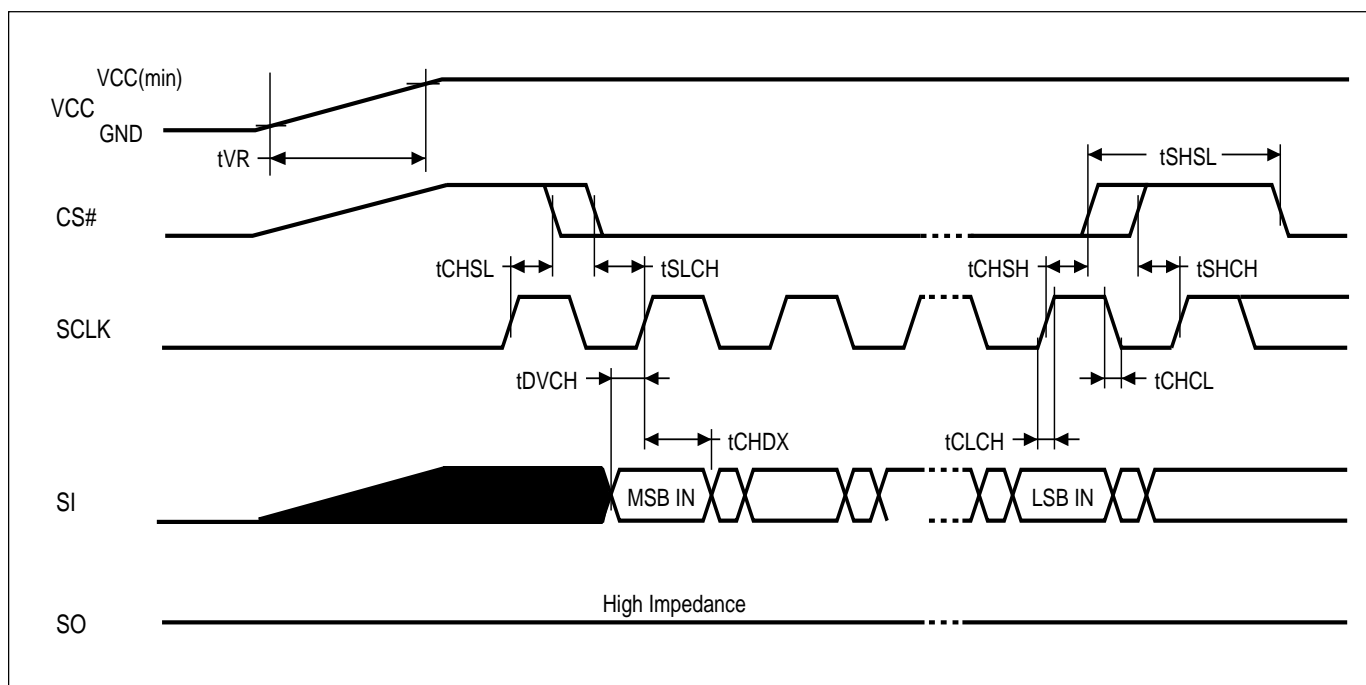 VCC(min)
VCC
GND
tVR
tSHSL
CS#
tCHSL
tSLCH
tCHSH
tSHCH
SCLK
tDVCH
tCHCL
tCHDX
tCLCH
SI
MSB IN
LSB IN
High Impedance
SO